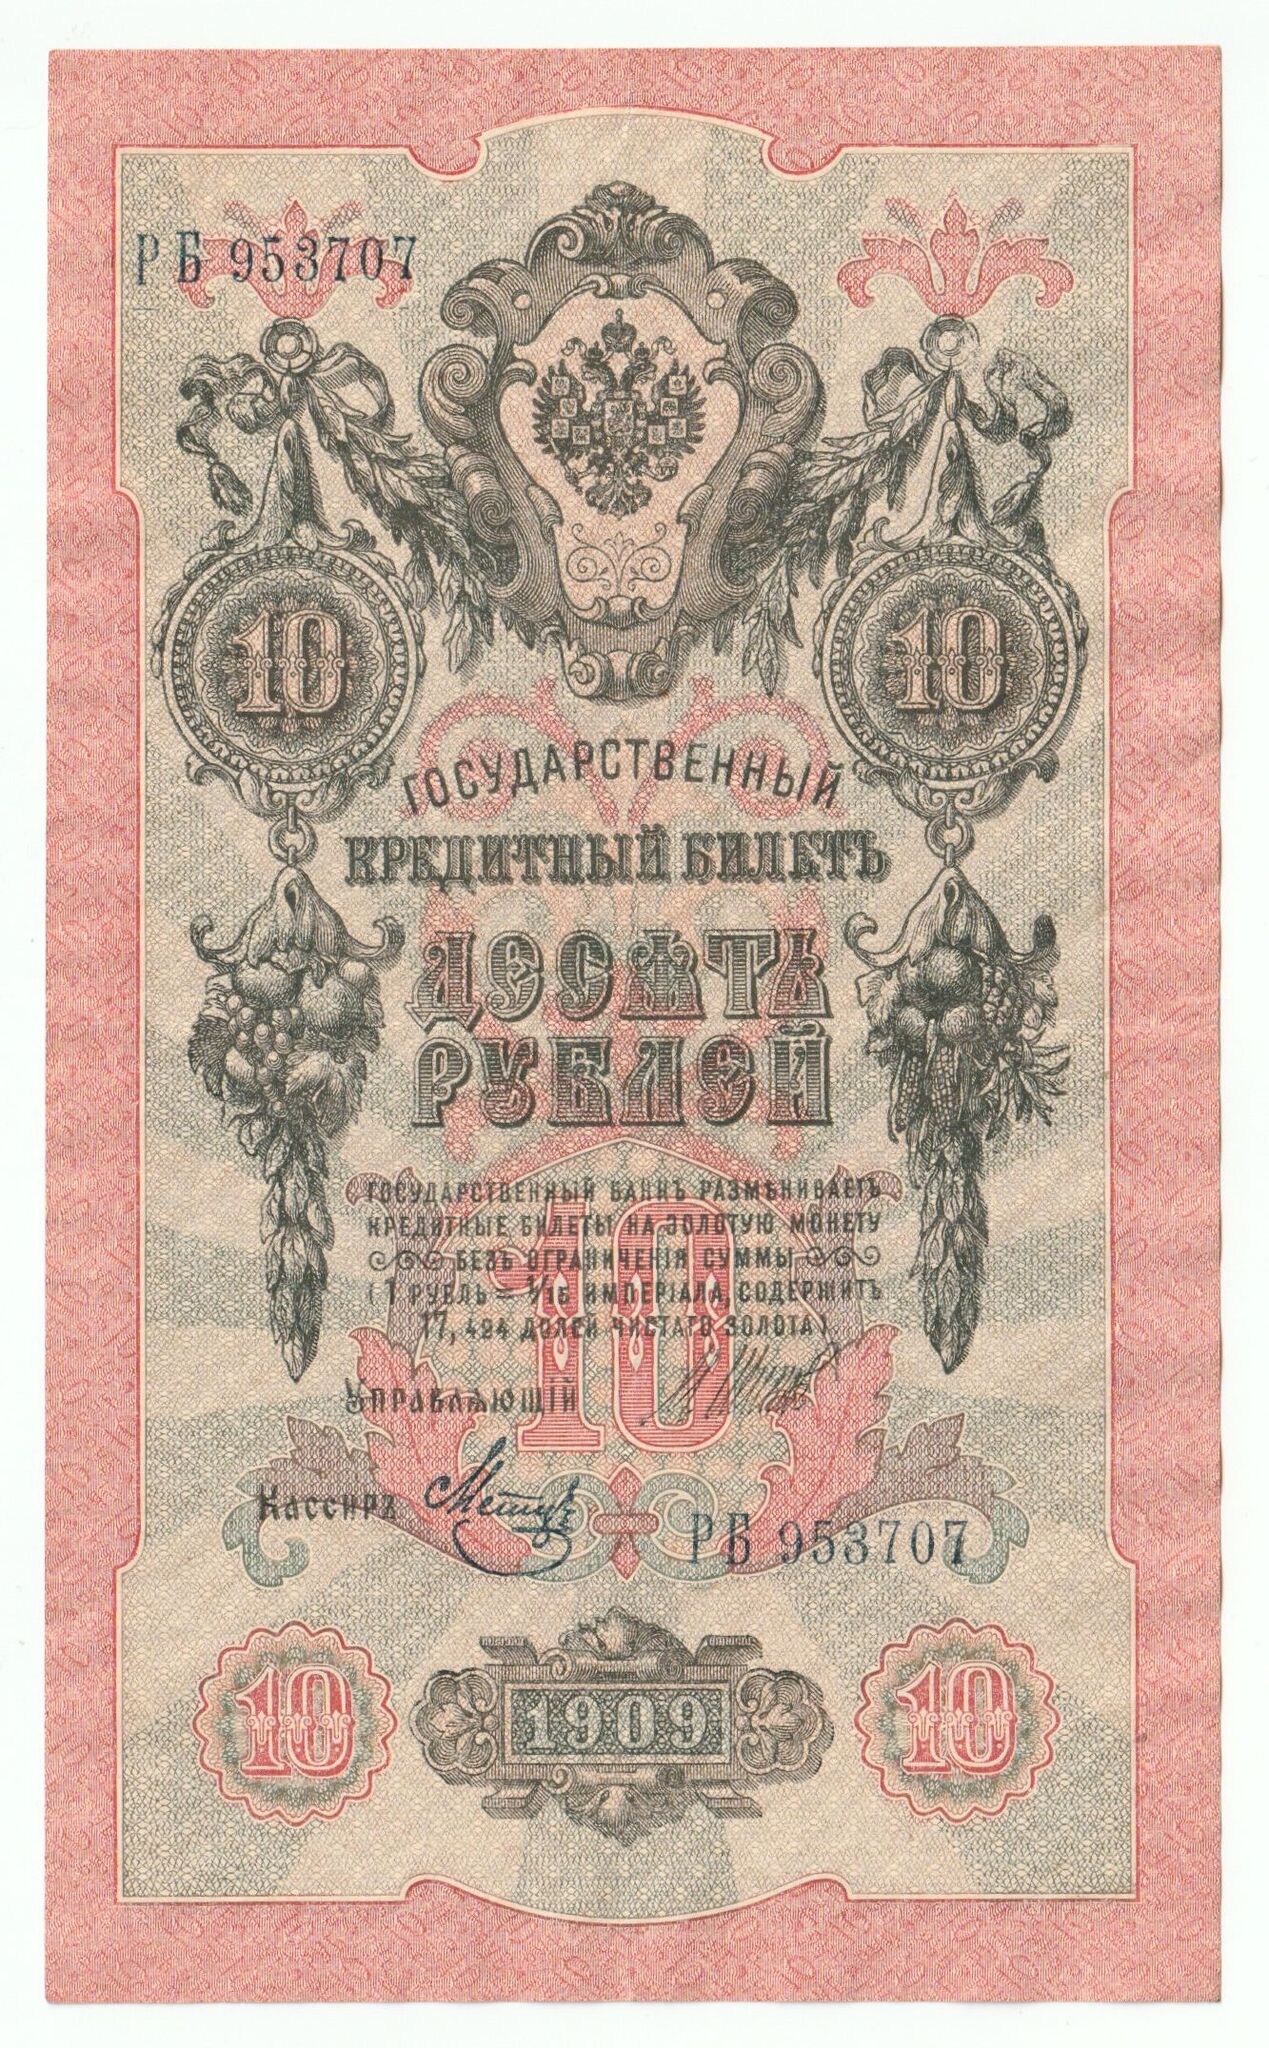 РБ 953707
10 10
ГОСУДАРСТВЕННЫЙ
КРЕДИТНЫЙ БИЛЕТЪ
ДЕСЯТЬ
РУБЛЕЙ
ГОСУДАРСТВЕННЫЙ БАНКЪ РАЗМѢНИВАЕТЪ
КРЕДИТНЫЕ БИЛЕТЫ НА ЗОЛОТУЮ МОНЕТУ
БЕЗЪ ОГРАНИЧЕНІЯ СУММЫ
(1 РУБЛЬ = 1/15 ИМПЕРІАЛА, СОДЕРЖИТЪ
17,424 ДОЛЕЙ ЧИСТАГО ЗОЛОТА)
10
УПРАВЛЯЮЩІЙ
Кассиръ
РБ 953707
10 1909 10